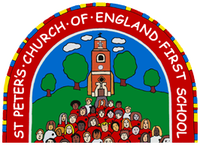 ST PETER'S · CHURCH · OF · ENGLAND · FIRST SCHOOL